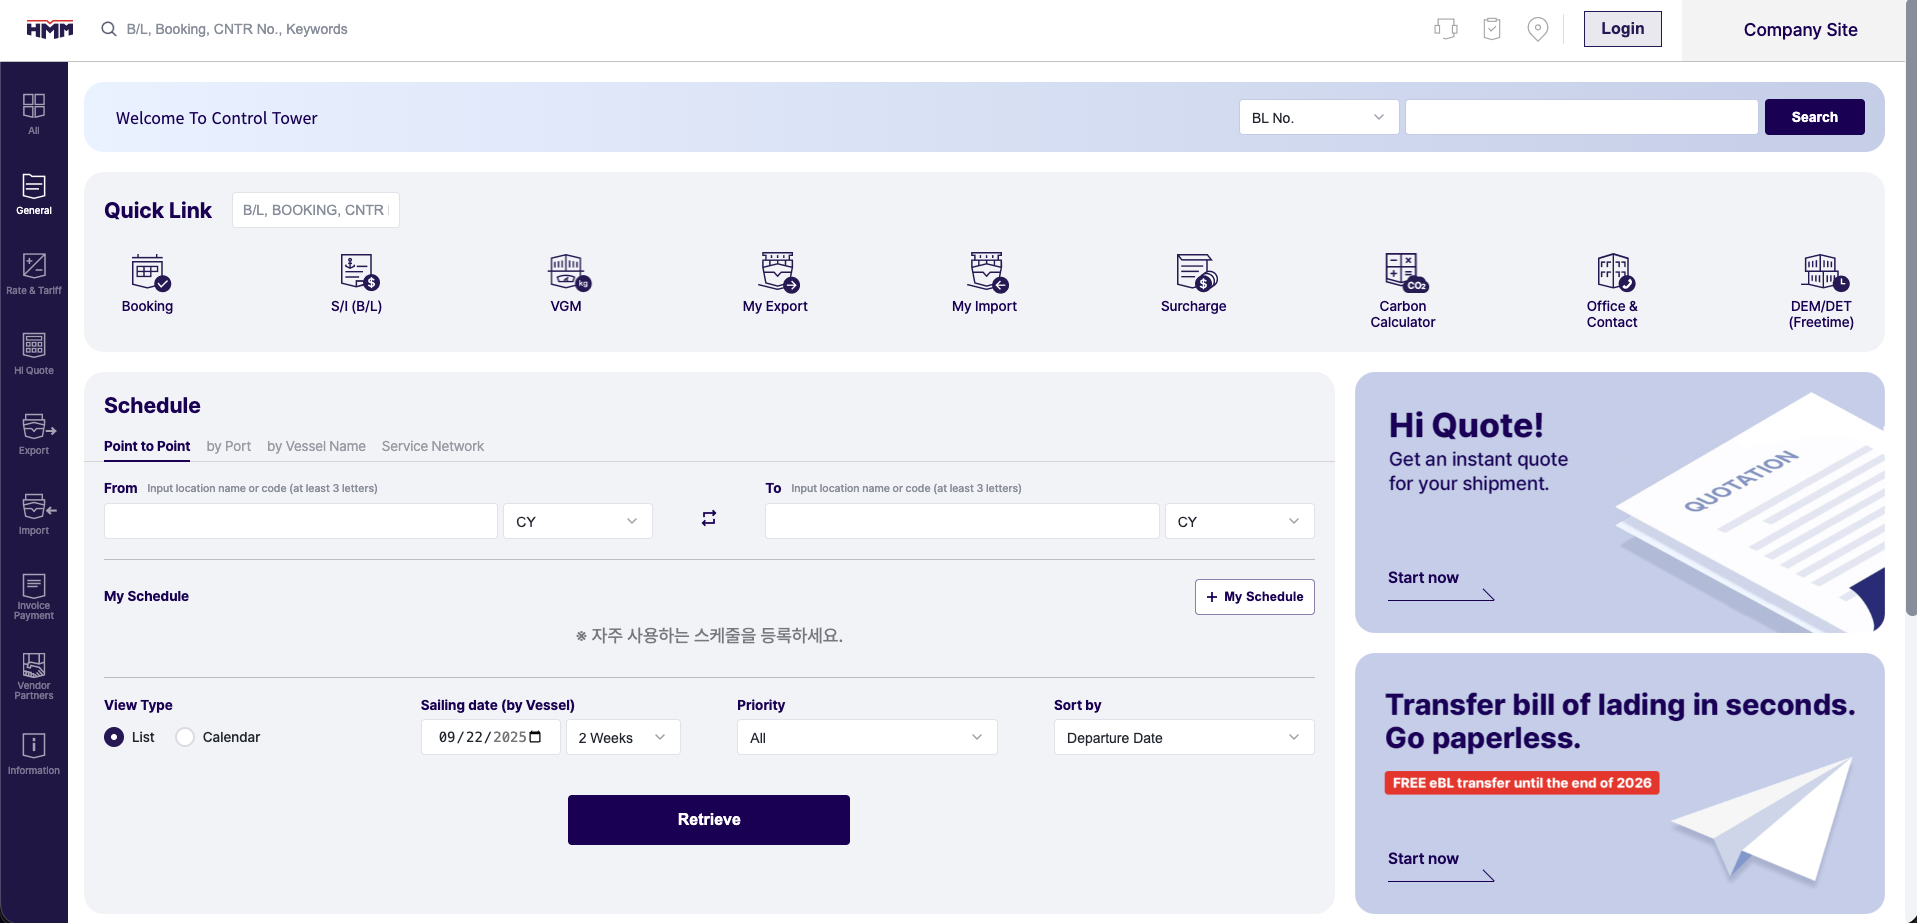 HMM
B/L, Booking, CNTR No., Keywords
Login
Company Site
All
General
Rate & Tariff
Hi Quote
Export
Import
Invoice
Payment
Vendor
Partners
Information
Welcome To Control Tower
BL No.
Search
Quick Link
B/L, BOOKING, CNTR
Booking
$
S/I (B/L)
kg
VGM
My Export
My Import
$
Surcharge
CO₂
Carbon
Calculator
Office &
Contact
DEM/DET
(Freetime)
Schedule
Point to Point
by Port
by Vessel Name
Service Network
From
Input location name or code (at least 3 letters)
CY
To
Input location name or code (at least 3 letters)
CY
My Schedule
+ My Schedule
※ 자주 사용하는 스케줄을 등록하세요.
View Type
List
Calendar
Sailing date (by Vessel)
09/22/2025
2 Weeks
Priority
All
Sort by
Departure Date
Retrieve
Hi Quote!
Get an instant quote
for your shipment.
QUOTATION
Start now
Transfer bill of lading in seconds.
Go paperless.
FREE eBL transfer until the end of 2026
Start now